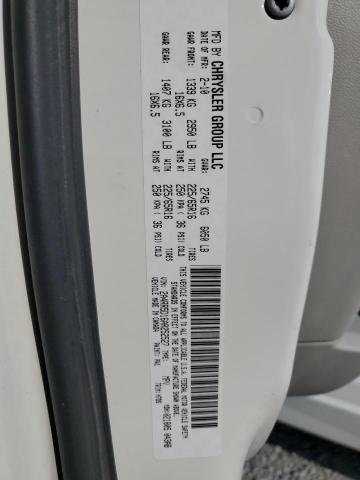 MFD BY CHRYSLER GROUP LLC
DATE OF MFR: 2-10 GVWR: 2745 KG 6050 LB
GAWR FRONT: 1339 KG 2950 LB WITH 225/65R16 TIRES
16X6.5 RIMS AT 250 KPA ( 36 PSI) COLD
GAWR REAR: 1407 KG 3100 LB WITH 225/65R16 TIRES
16X6.5 RIMS AT 250 KPA ( 36 PSI) COLD
THIS VEHICLE CONFORMS TO ALL APPLICABLE U.S.A. FEDERAL MOTOR VEHICLE SAFETY
STANDARDS IN EFFECT ON THE DATE OF MANUFACTURE SHOWN ABOVE.
TYPE: MPV
MADE IN CANADA